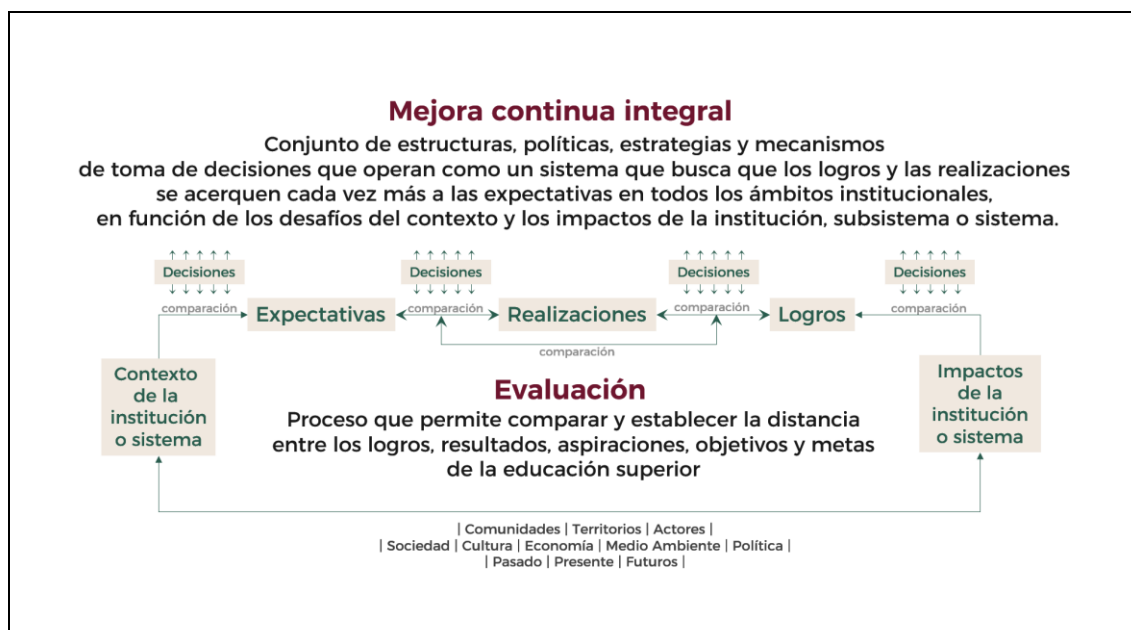 Mejora continua integral
Conjunto de estructuras, políticas, estrategias y mecanismos
de toma de decisiones que operan como un sistema que busca que los logros y las realizaciones
se acerquen cada vez más a las expectativas en todos los ámbitos institucionales,
en función de los desafíos del contexto y los impactos de la institución, subsistema o sistema.
Decisiones
Decisiones
Decisiones
Decisiones
comparación
Expectativas
comparación
Realizaciones
comparación
Logros
comparación
comparación
Contexto
de la
institución
o sistema
Evaluación
Proceso que permite comparar y establecer la distancia
entre los logros, resultados, aspiraciones, objetivos y metas
de la educación superior
Impactos
de la
institución
o sistema
| Comunidades | Territorios | Actores |
| Sociedad | Cultura | Economía | Medio Ambiente | Política |
| Pasado | Presente | Futuros |